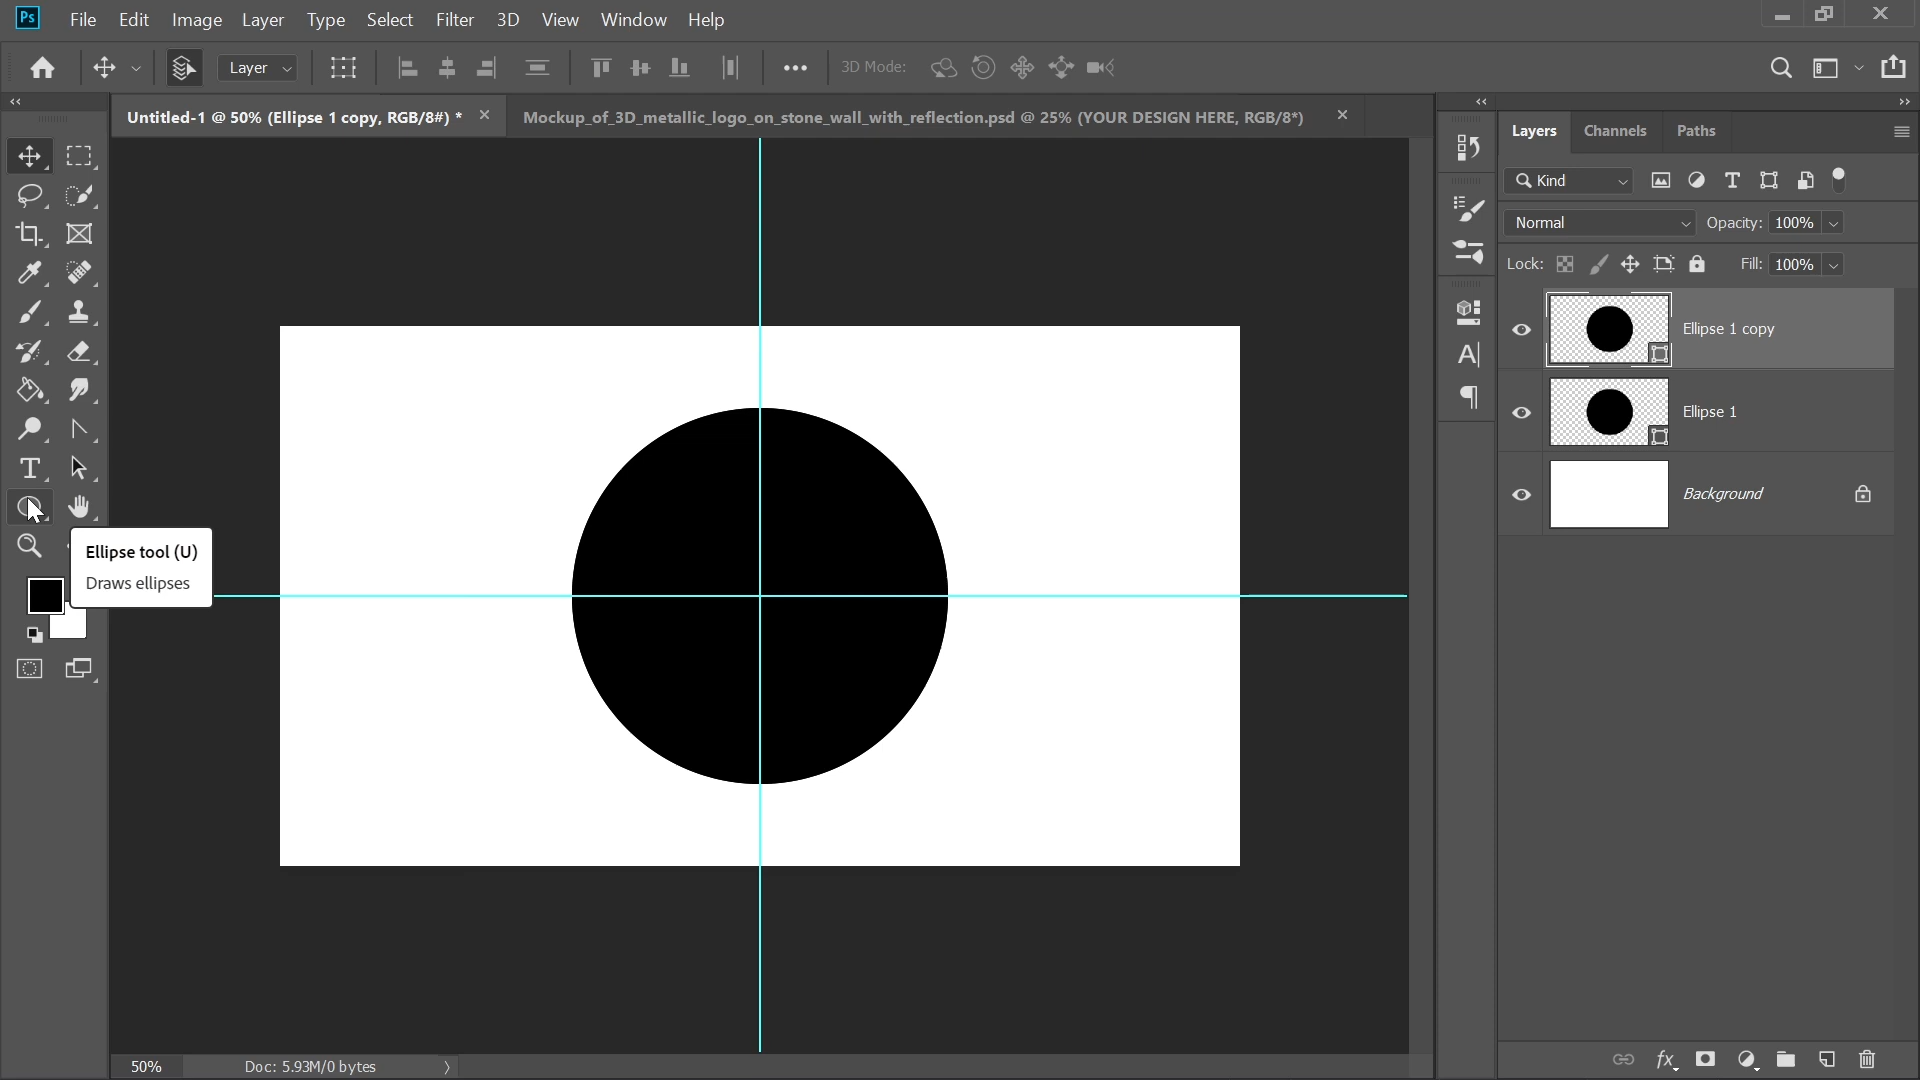 Ps File Edit Image Layer Type Select Filter 3D View Window Help
Layer 3D Mode:
Untitled-1 @ 50% (Ellipse 1 copy, RGB/8#) *
Mockup_of_3D_metallic_logo_on_stone_wall_with_reflection.psd @ 25% (YOUR DESIGN HERE, RGB/8*)
Layers Channels Paths
Kind
Normal Opacity: 100%
Lock: Fill: 100%
Ellipse 1 copy
Ellipse 1
Background
Ellipse tool (U)
Draws ellipses
50% Doc: 5.93M/0 bytes
fx